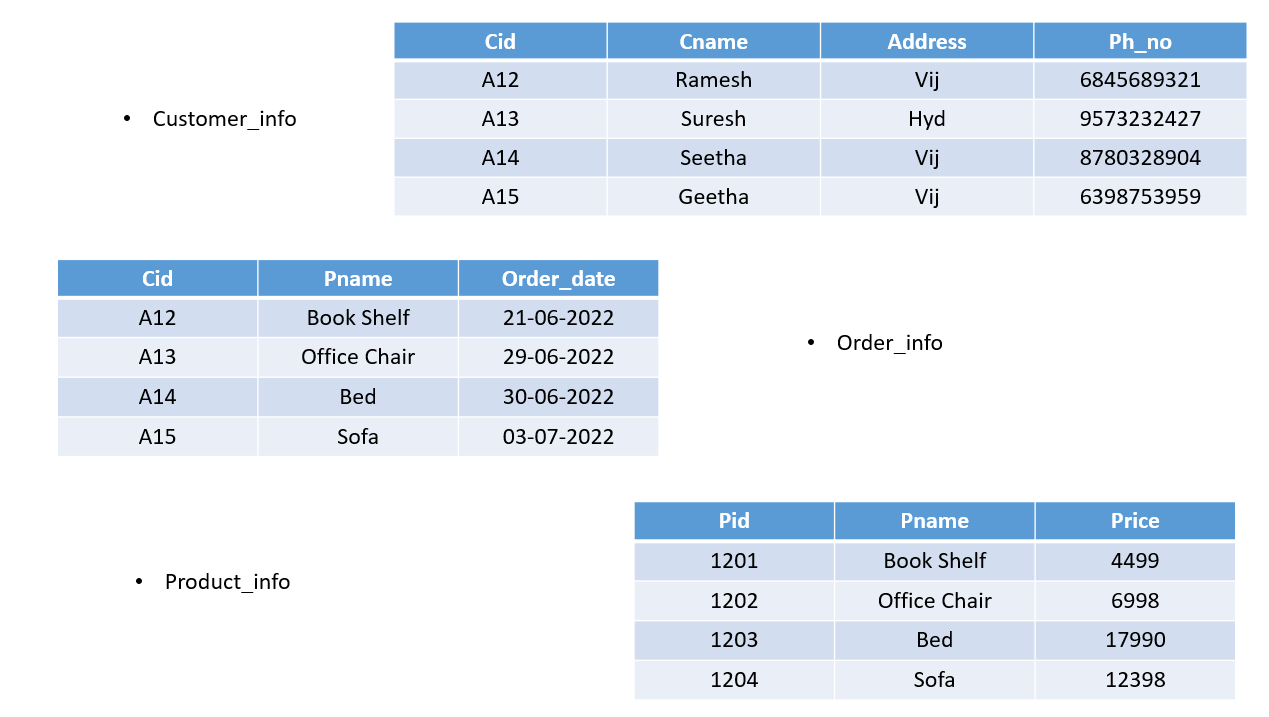 Cid Cname Address Ph_no
A12 Ramesh Vij 6845689321
• Customer_info
A13 Suresh Hyd 9573232427
A14 Seetha Vij 8780328904
A15 Geetha Vij 6398753959
Cid Pname Order_date
A12 Book Shelf 21-06-2022
• Order_info
A13 Office Chair 29-06-2022
A14 Bed 30-06-2022
A15 Sofa 03-07-2022
Pid Pname Price
1201 Book Shelf 4499
• Product_info
1202 Office Chair 6998
1203 Bed 17990
1204 Sofa 12398